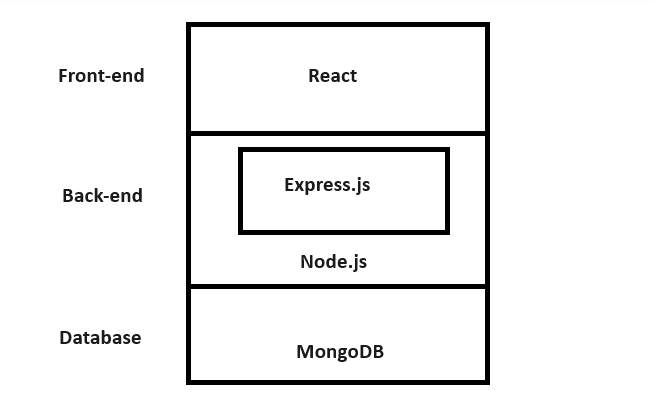 Front-end
React
Back-end
Express.js
Node.js
Database
MongoDB